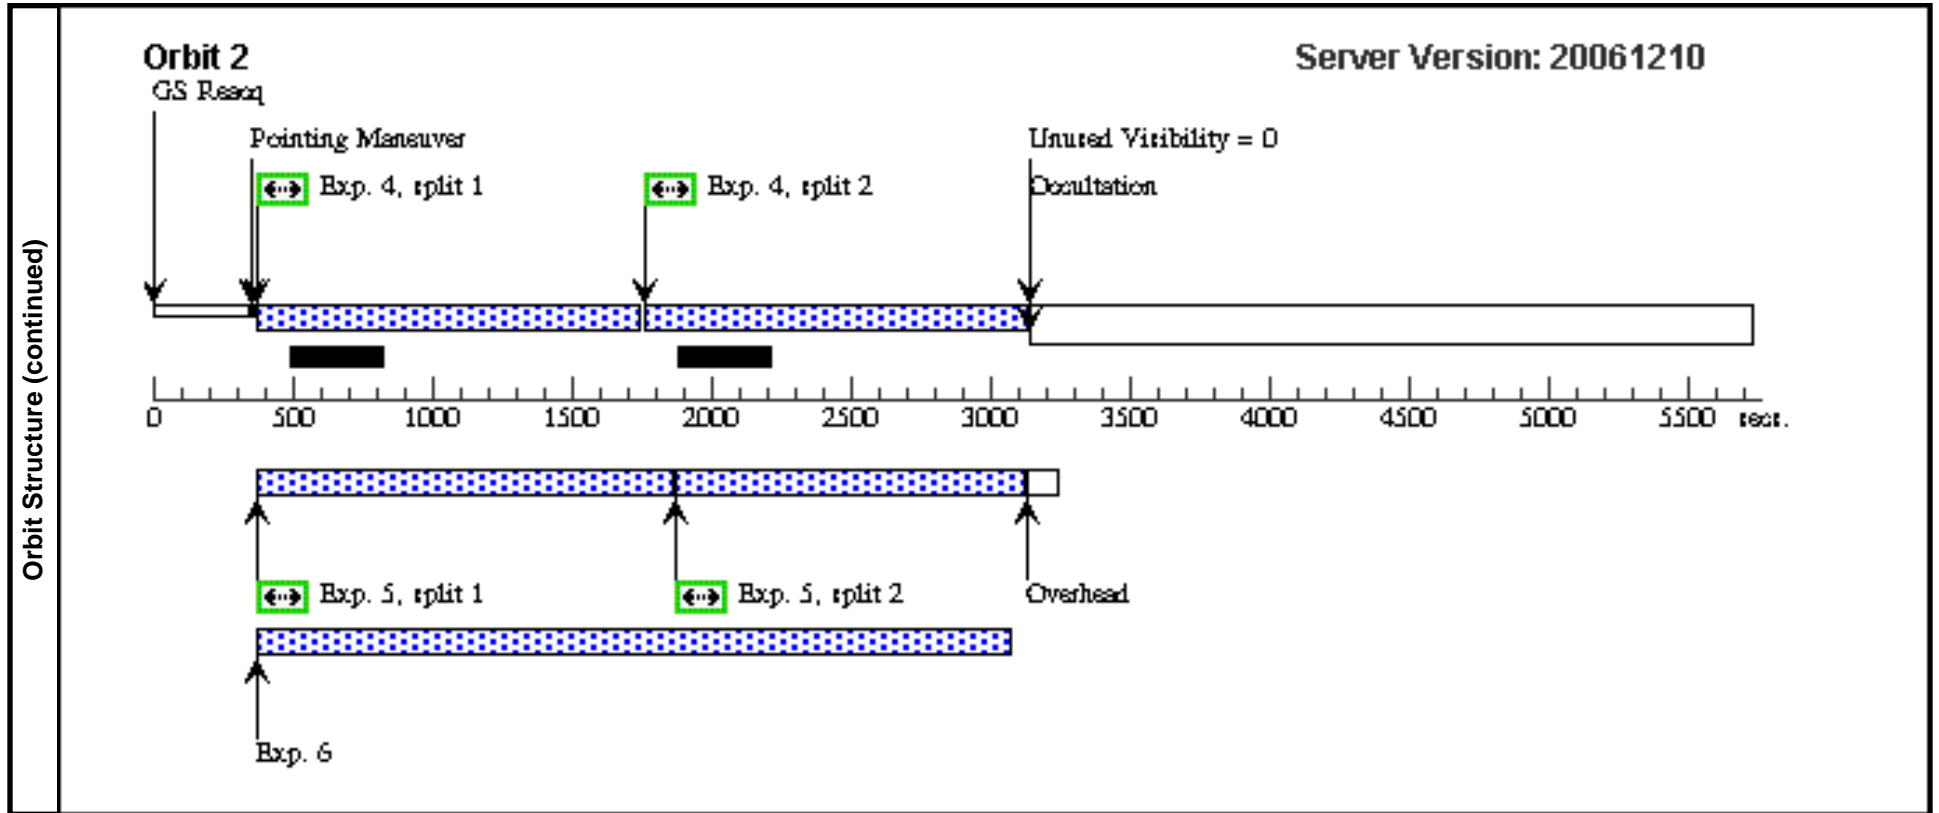 Orbit Structure (continued)
Orbit 2
Server Version: 20061210
GS Reacq
Pointing Maneuver
Unused Visibility = 0
Exp. 4, split 1
Exp. 4, split 2
Occultation
0 500 1000 1500 2000 2500 3000 3500 4000 4500 5000 5500 secs.
Exp. 5, split 1
Exp. 5, split 2
Overhead
Exp. 6